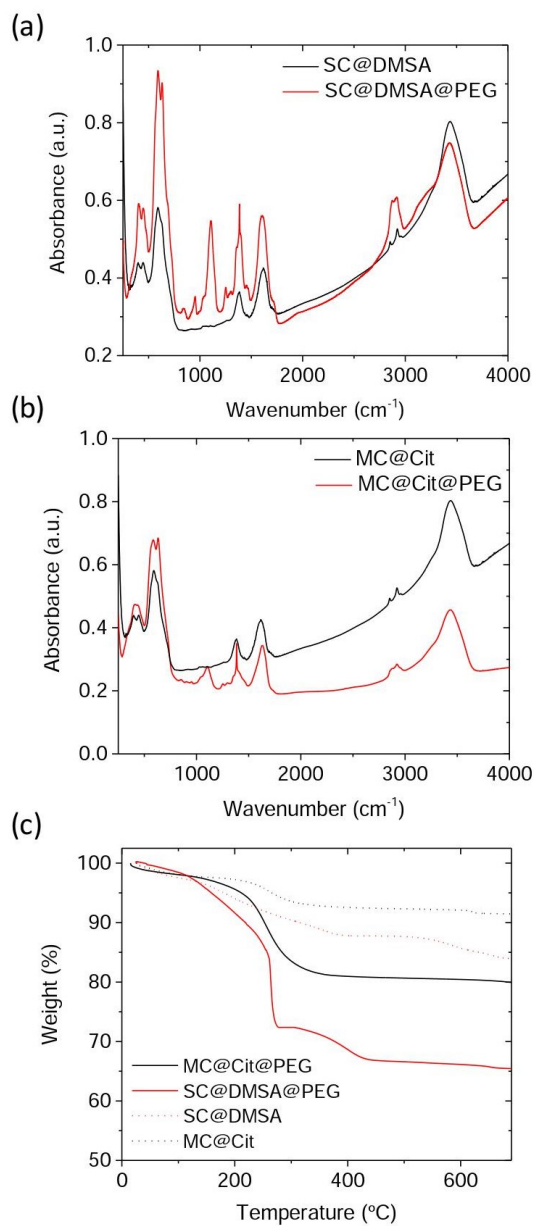 (a)
1.0
SC@DMSA
SC@DMSA@PEG
0.8
0.6
0.4
0.2
Absorbance (a.u.)
1000 2000 3000 4000
Wavenumber (cm⁻¹)
(b)
1.0
MC@Cit
MC@Cit@PEG
0.8
0.6
0.4
0.2
0.0
Absorbance (a.u.)
1000 2000 3000 4000
Wavenumber (cm⁻¹)
(c)
100
90
80
70
60
50
Weight (%)
MC@Cit@PEG
SC@DMSA@PEG
SC@DMSA
MC@Cit
0 200 400 600
Temperature (ºC)